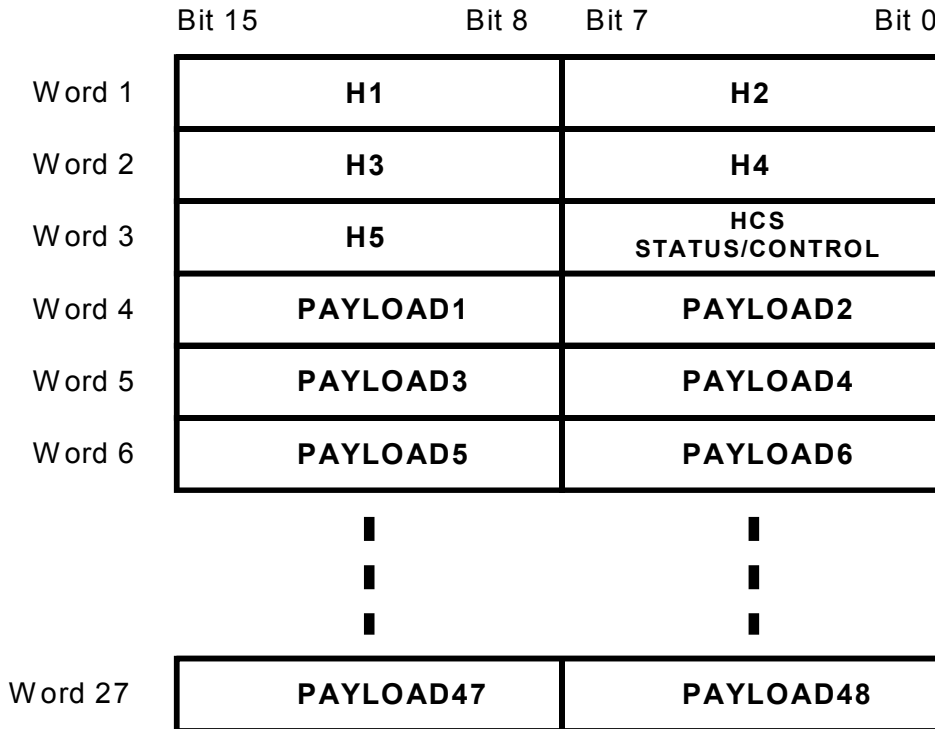 Bit 15 Bit 8 Bit 7 Bit 0
Word 1 H1 H2
Word 2 H3 H4
Word 3 H5 HCS
STATUS/CONTROL
Word 4 PAYLOAD1 PAYLOAD2
Word 5 PAYLOAD3 PAYLOAD4
Word 6 PAYLOAD5 PAYLOAD6
Word 27 PAYLOAD47 PAYLOAD48